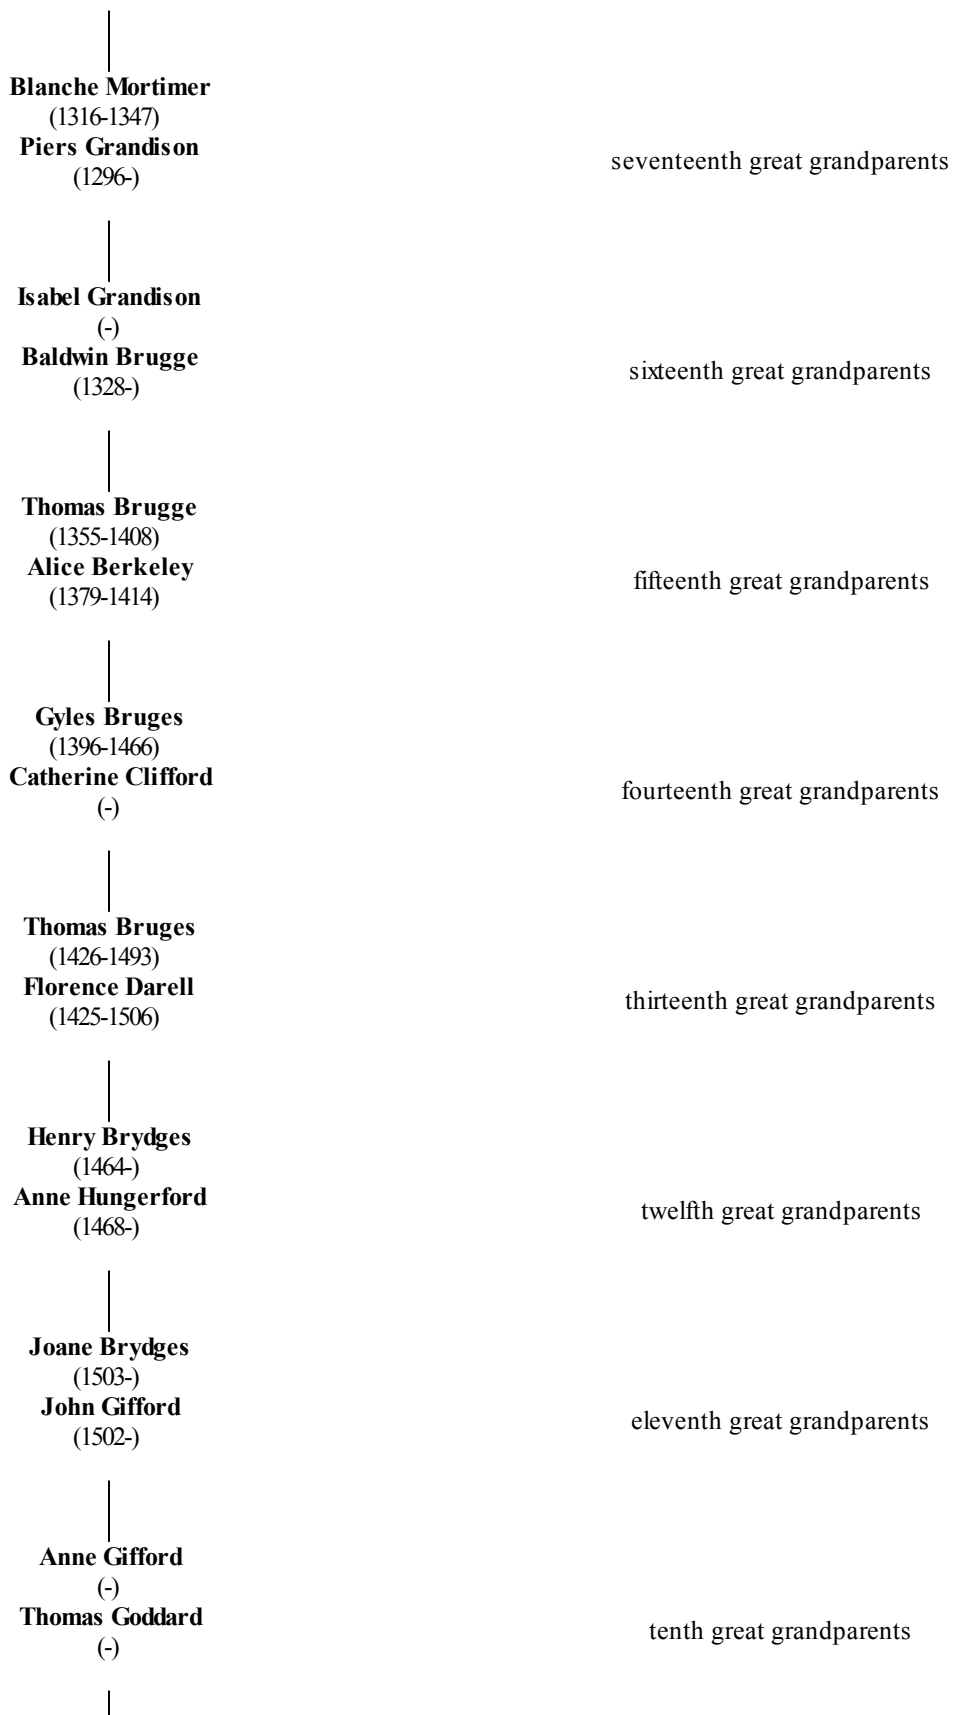 Blanche Mortimer
(1316-1347)
Piers Grandison
seventeenth great grandparents
(1296-)
Isabel Grandison
(-)
Baldwin Brugge
sixteenth great grandparents
(1328-)
Thomas Brugge
(1355-1408)
Alice Berkeley
fifteenth great grandparents
(1379-1414)
Gyles Bruges
(1396-1466)
Catherine Clifford
fourteenth great grandparents
(-)
Thomas Bruges
(1426-1493)
Florence Darell
thirteenth great grandparents
(1425-1506)
Henry Brydges
(1464-)
Anne Hungerford
twelfth great grandparents
(1468-)
Joane Brydges
(1503-)
John Gifford
eleventh great grandparents
(1502-)
Anne Gifford
(-)
Thomas Goddard
tenth great grandparents
(-)